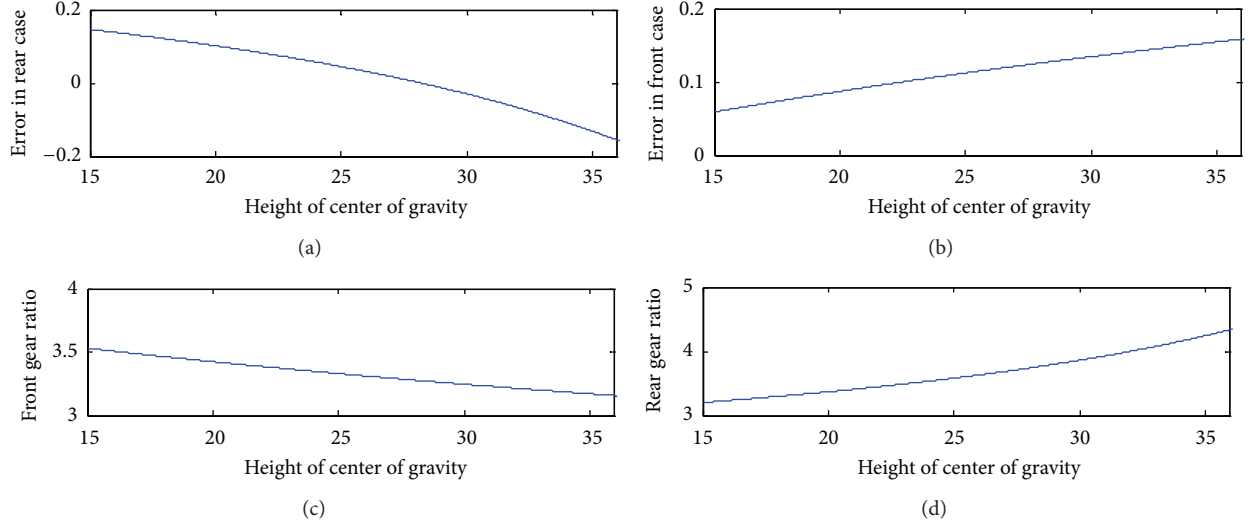 0.2
0
−0.2
Error in rear case
15 20 25 30 35
Height of center of gravity
(a)
0.2
0.1
0
Error in front case
15 20 25 30 35
Height of center of gravity
(b)
4
3.5
3
Front gear ratio
15 20 25 30 35
Height of center of gravity
(c)
5
4
3
Rear gear ratio
15 20 25 30 35
Height of center of gravity
(d)